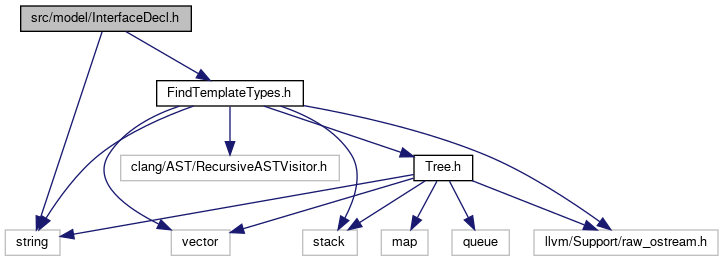 src/model/InterfaceDecl.h
FindTemplateTypes.h
clang/AST/RecursiveASTVisitor.h
Tree.h
string
vector
stack
map
queue
llvm/Support/raw_ostream.h